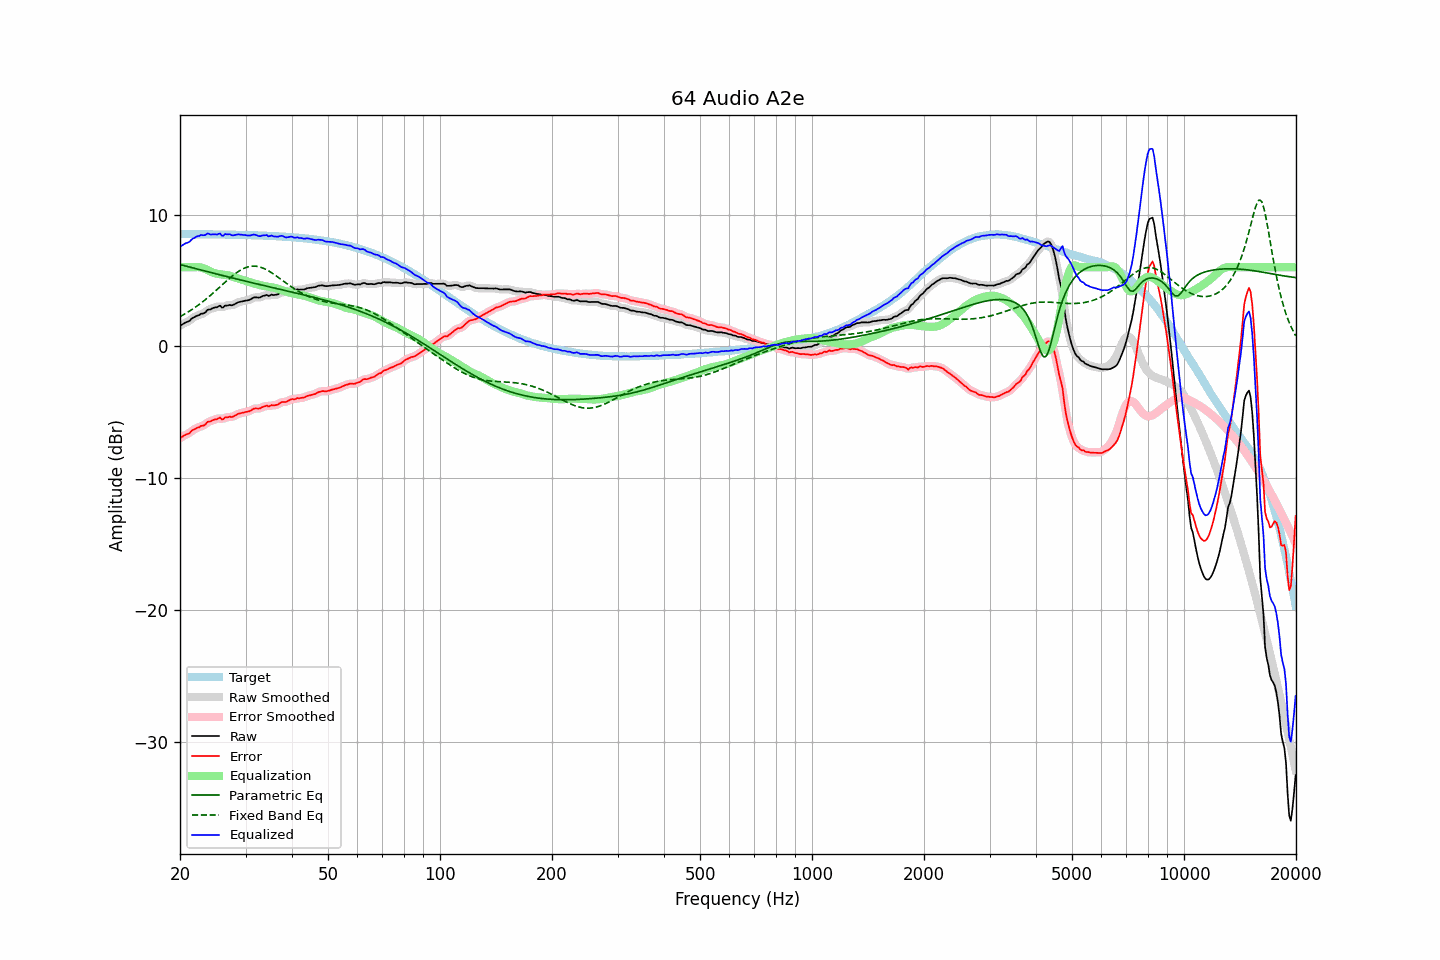 64 Audio A2e
10
0
−10
−20
−30
Amplitude (dBr)
Target
Raw Smoothed
Error Smoothed
Raw
Error
Equalization
Parametric Eq
Fixed Band Eq
Equalized
20
50
100
200
500
1000
2000
5000
10000
20000
Frequency (Hz)